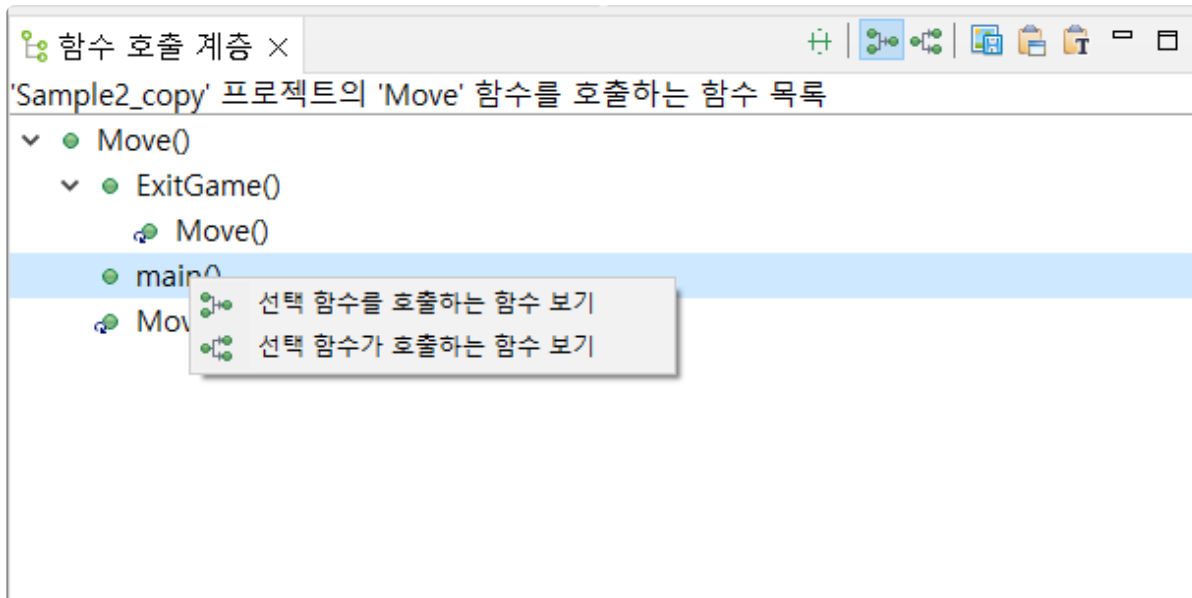 함수 호출 계층
'Sample2_copy' 프로젝트의 'Move' 함수를 호출하는 함수 목록
Move()
ExitGame()
Move()
main()
선택 함수를 호출하는 함수 보기
선택 함수가 호출하는 함수 보기